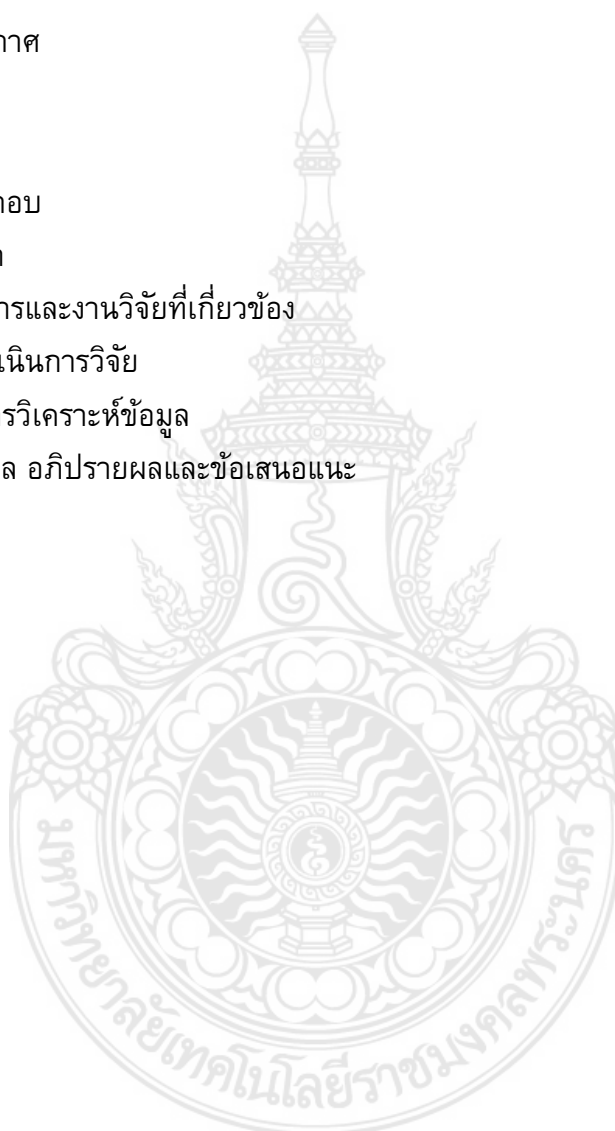 กาศ
อบ
รและงานวิจัยที่เกี่ยวข้อง
นินการวิจัย
รวิเคราะห์ข้อมูล
ล อภิปรายผลและข้อเสนอแนะ
มหาวิทยาลัยเทคโนโลยีราชมงคลพระนคร